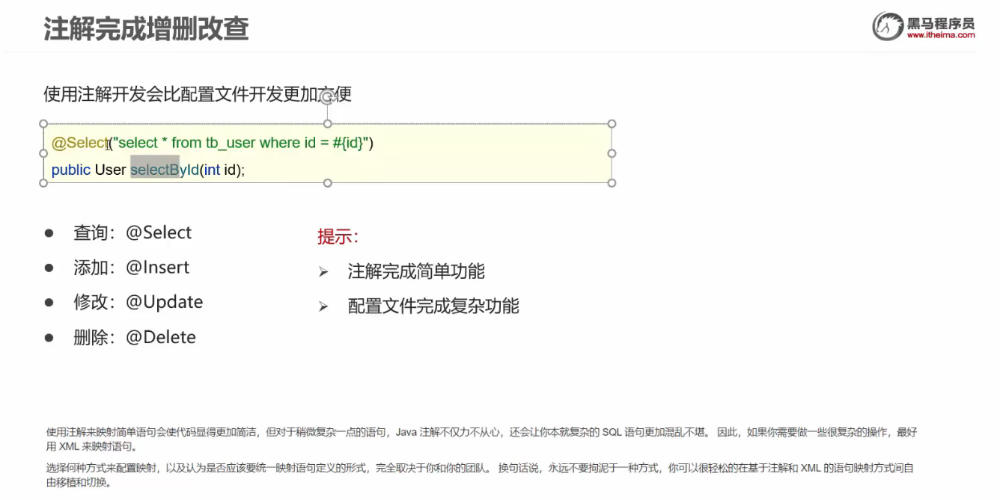 注解完成增删改查
黑马程序员
www.itheima.com
使用注解开发会比配置文件开发更加方便
@Select("select * from tb_user where id = #{id}")
public User selectById(int id);
● 查询：@Select
● 添加：@Insert
● 修改：@Update
● 删除：@Delete
提示：
➢ 注解完成简单功能
➢ 配置文件完成复杂功能
使用注解来映射简单语句会使代码显得更加简洁，但对于稍微复杂一点的语句，Java 注解不仅力不从心，还会让你本就复杂的 SQL 语句更加混乱不堪。 因此，如果你需要做一些很复杂的操作，最好
用 XML 来映射语句。
选择何种方式来配置映射，以及认为是否应该要统一映射语句定义的形式，完全取决于你和你的团队。 换句话说，永远不要拘泥于一种方式，你可以很轻松的在基于注解和 XML 的语句映射方式间自
由移植和切换。